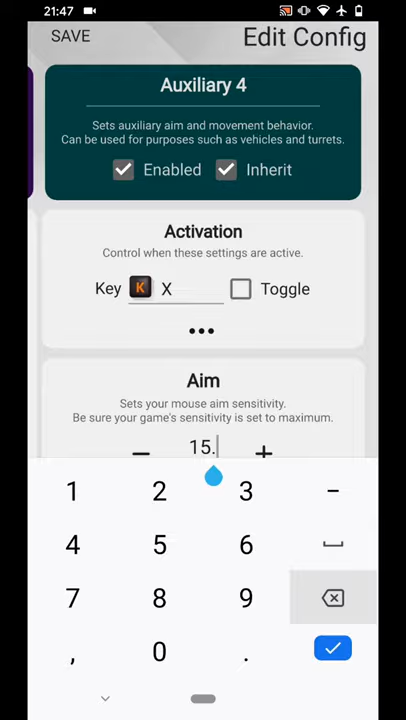 21:47
SAVE
Edit Config
Auxiliary 4
Sets auxiliary aim and movement behavior.
Can be used for purposes such as vehicles and turrets.
Enabled
Inherit
Activation
Control when these settings are active.
Key K X
Toggle
•••
Aim
Sets your mouse aim sensitivity.
Be sure your game's sensitivity is set to maximum.
− 15. +
1 2 3 −
4 5 6
7 8 9
, 0 .